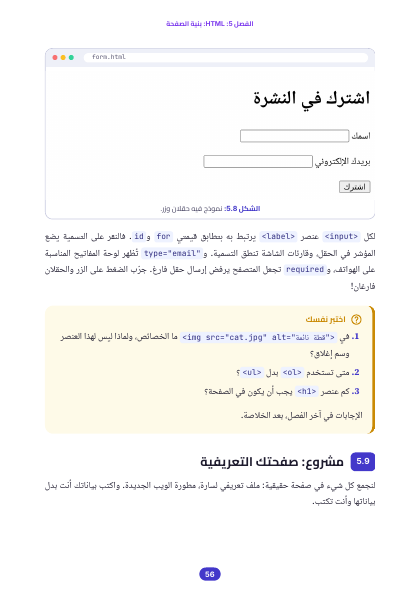 الفصل 5: HTML: بنية الصفحة
form.html
اشترك في النشرة
اسمك
بريدك الإلكتروني
اشترك
الشكل 5.8: نموذج فيه حقلان وزر.
لكل <input> عنصر <label> يرتبط به بتطابق قيمتي for و id. فالنقر على التسمية يضع
المؤشر في الحقل، وقارئات الشاشة تنطق التسمية. و type="email" تُظهر لوحة المفاتيح المناسبة
على الهواتف، و required تجعل المتصفح يرفض إرسال حقل فارغ. جرّب الضغط على الزر والحقلان
فارغان!
اختبر نفسك
1. في <img src="cat.jpg" alt="قطة نائمة"> ما الخصائص، ولماذا ليس لهذا العنصر
وسم إغلاق؟
2. متى تستخدم <ol> بدل <ul>؟
3. كم عنصر <h1> يجب أن يكون في الصفحة؟
الإجابات في آخر الفصل، بعد الخلاصة.
5.9 مشروع: صفحتك التعريفية
لنجمع كل شيء في صفحة حقيقية: ملف تعريفي لسارة، مطورة الويب الجديدة. واكتب بياناتك أنت بدل
بياناتها وأنت تكتب.
56